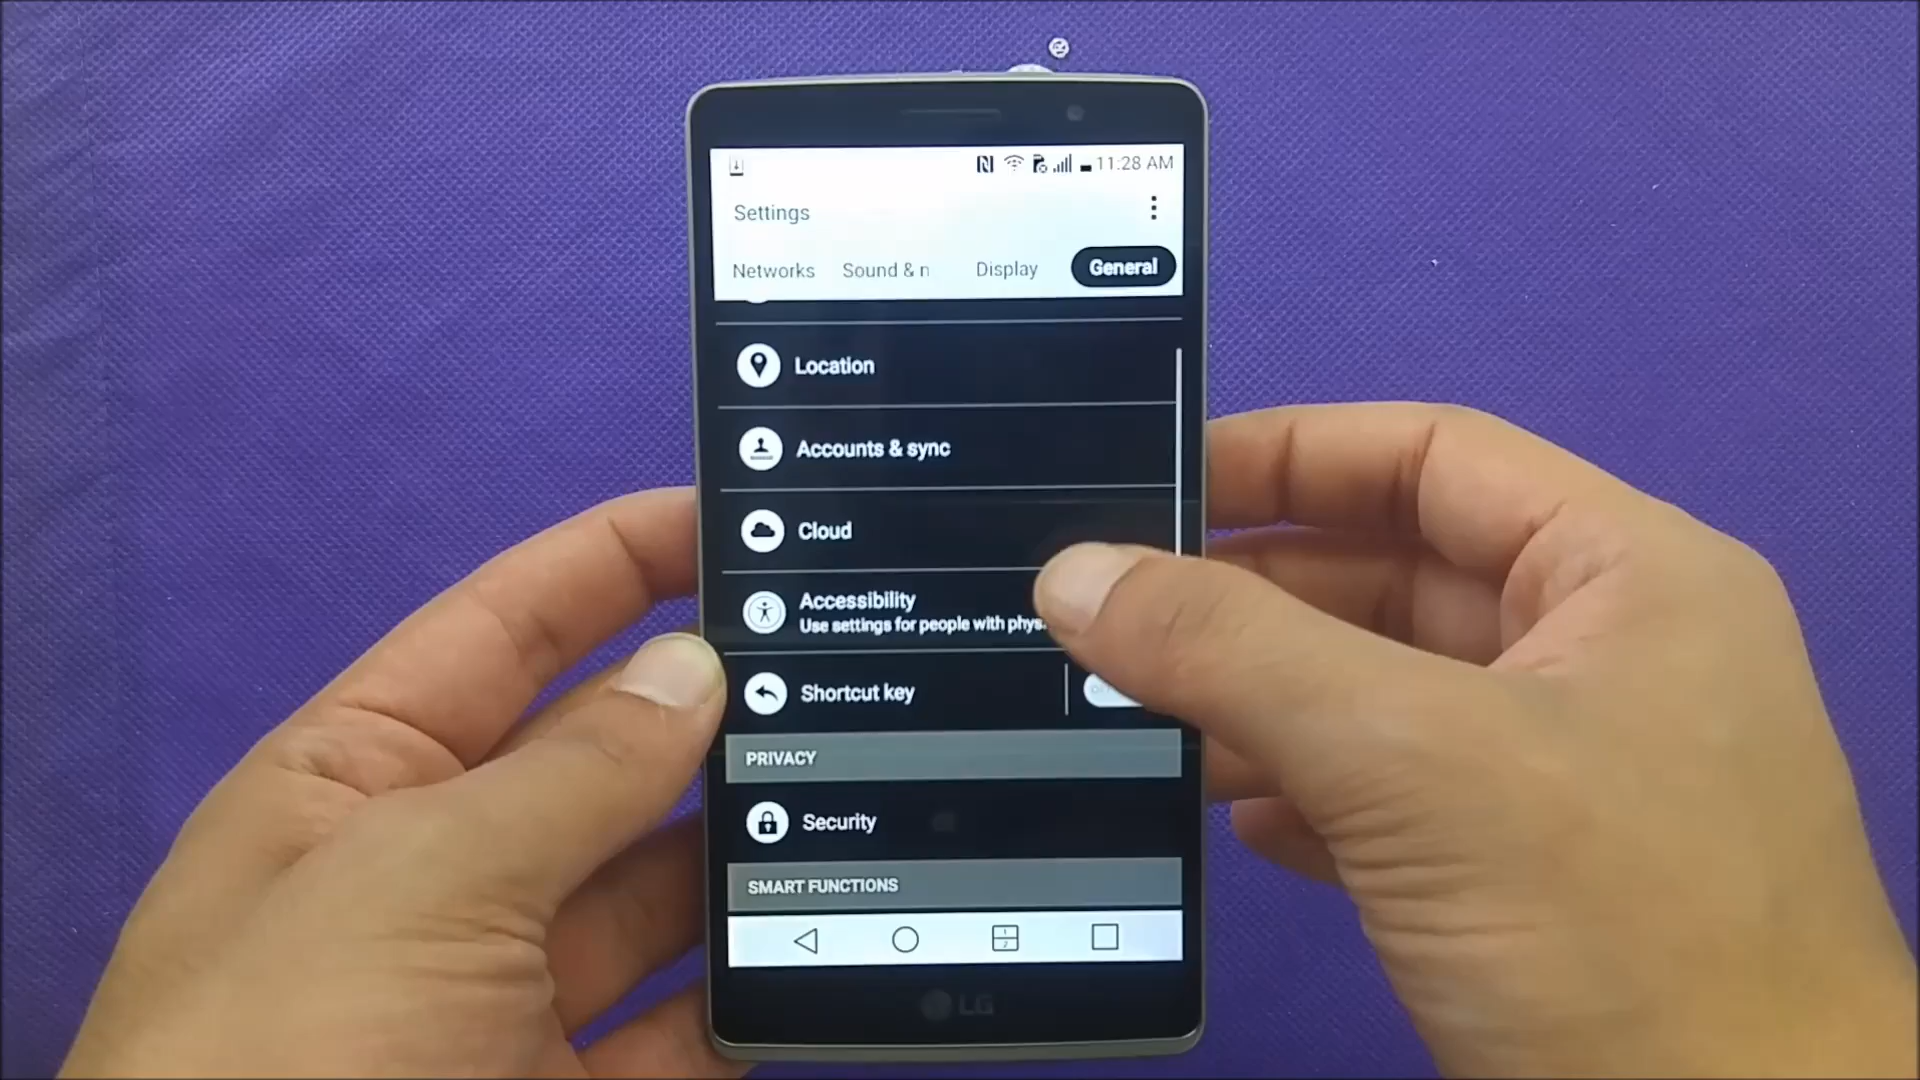 11:28 AM
Settings
Networks Sound & n Display General
Location
Accounts & sync
Cloud
Accessibility
Use settings for people with phys
Shortcut key
PRIVACY
Security
SMART FUNCTIONS
LG